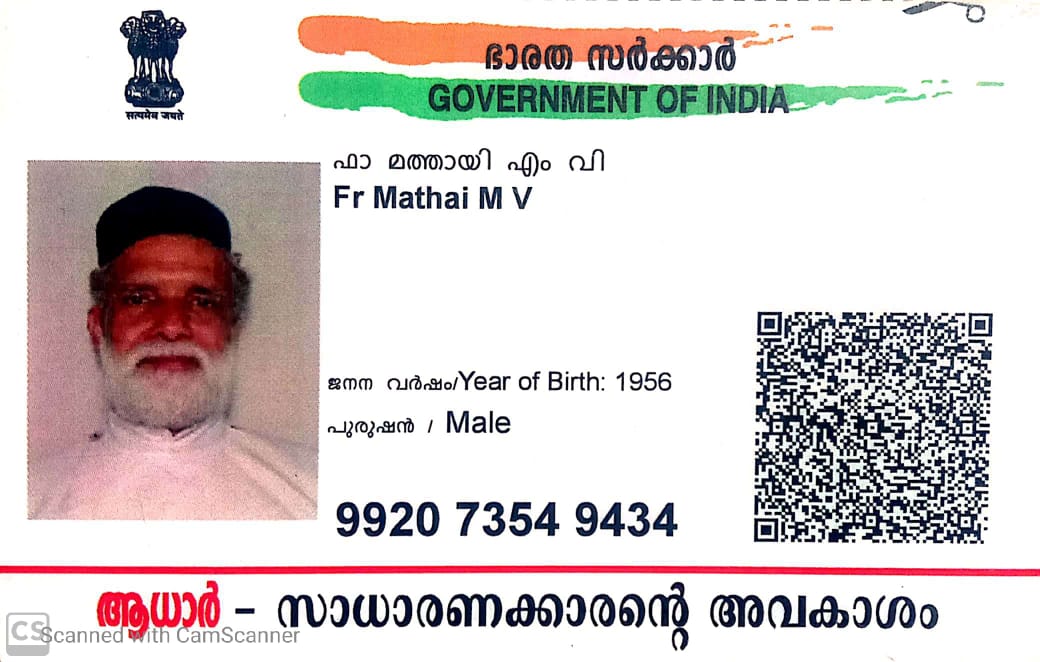 सत्यमेव जयते
ഭാരത സർക്കാർ
GOVERNMENT OF INDIA
ഫാ മത്തായി എം വി
Fr Mathai M V
ജനന വർഷം/Year of Birth: 1956
പുരുഷൻ / Male
9920 7354 9434
ആധാർ – സാധാരണക്കാരന്റെ അവകാശം
CS Scanned with CamScanner